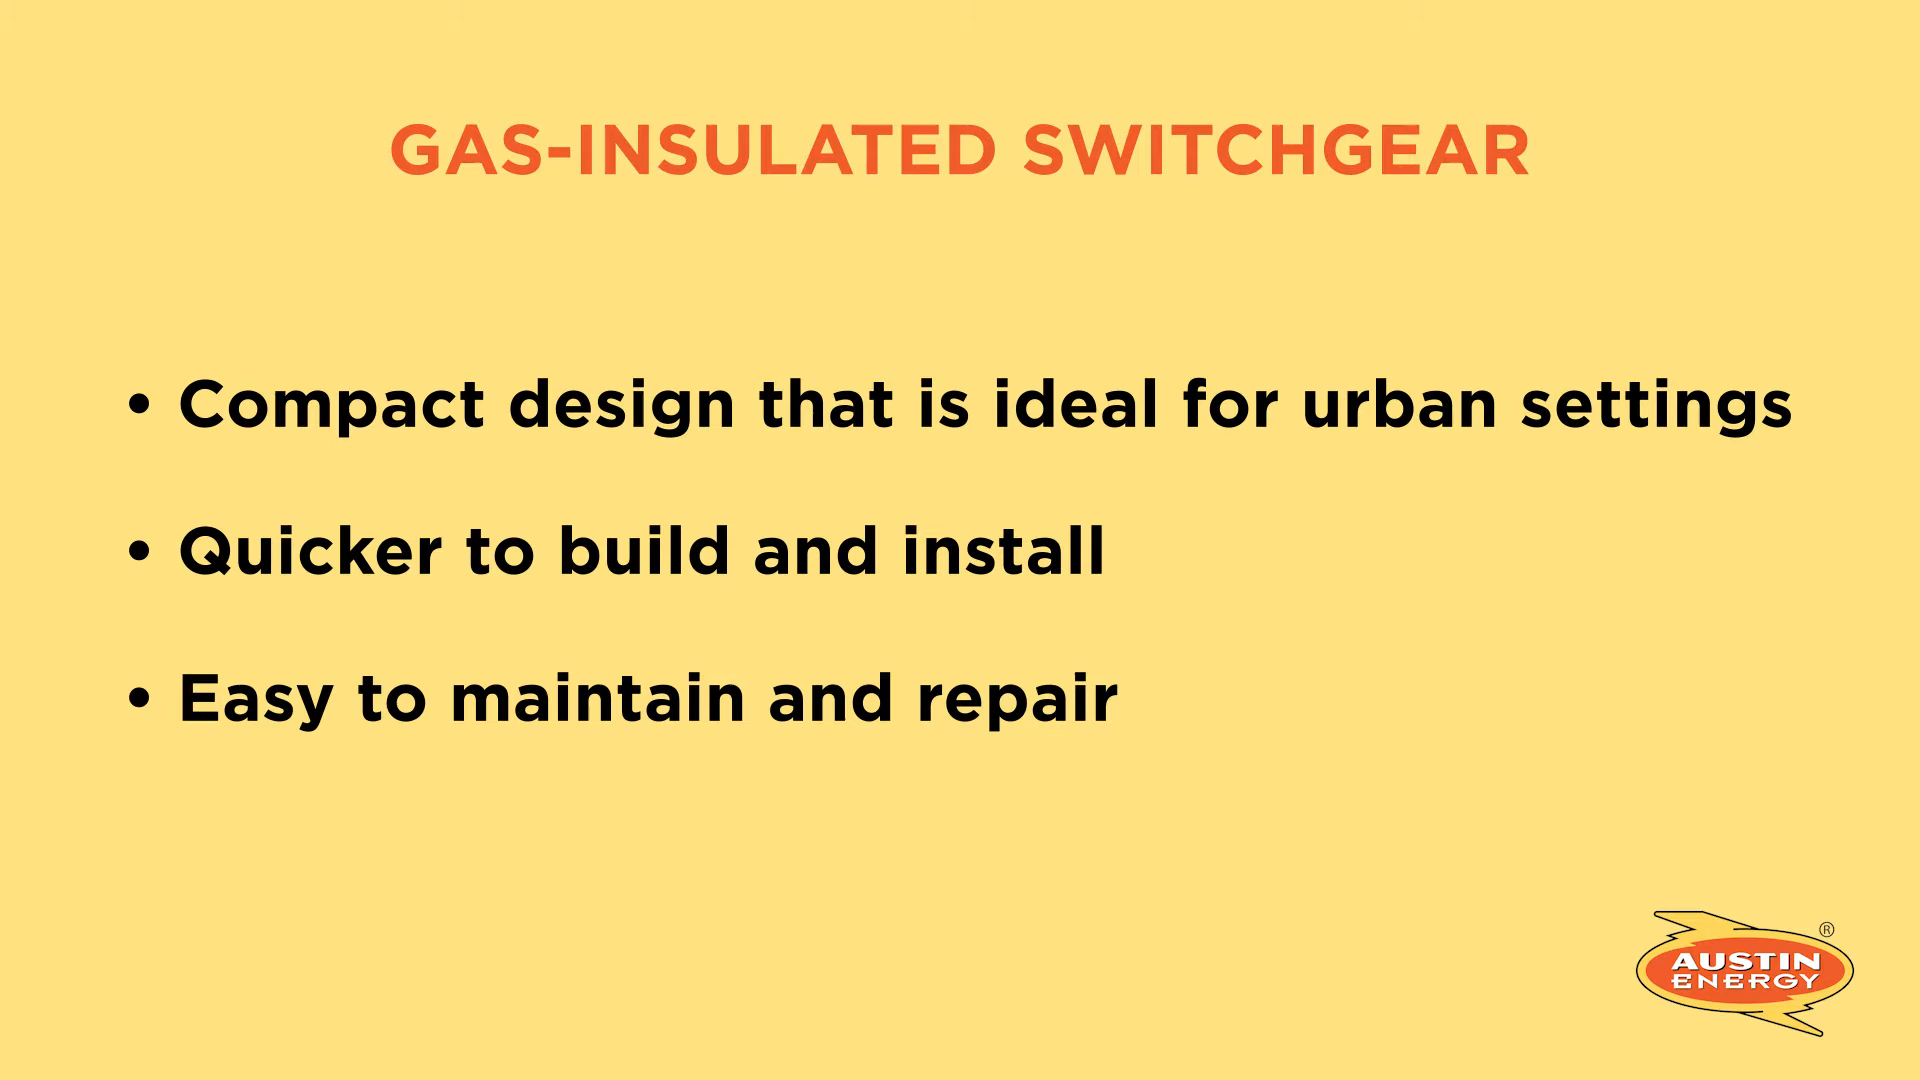 GAS-INSULATED SWITCHGEAR
• Compact design that is ideal for urban settings
• Quicker to build and install
• Easy to maintain and repair
®
AUSTIN
ENERGY